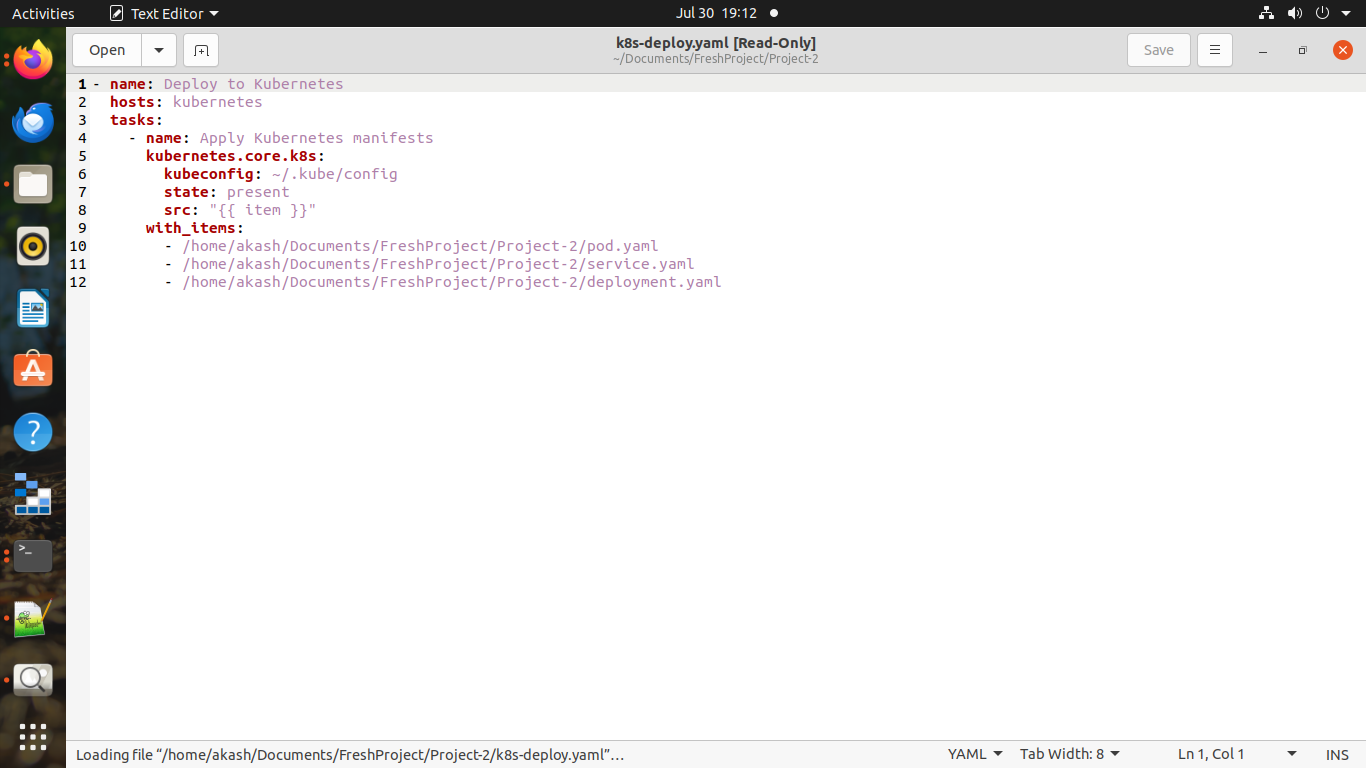 Activities Text Editor Jul 30 19:12
Open k8s-deploy.yaml [Read-Only] Save
~/Documents/FreshProject/Project-2
1 - name: Deploy to Kubernetes
2 hosts: kubernetes
3 tasks:
4 - name: Apply Kubernetes manifests
5 kubernetes.core.k8s:
6 kubeconfig: ~/.kube/config
7 state: present
8 src: "{{ item }}"
9 with_items:
10 - /home/akash/Documents/FreshProject/Project-2/pod.yaml
11 - /home/akash/Documents/FreshProject/Project-2/service.yaml
12 - /home/akash/Documents/FreshProject/Project-2/deployment.yaml
Loading file “/home/akash/Documents/FreshProject/Project-2/k8s-deploy.yaml”… YAML Tab Width: 8 Ln 1, Col 1 INS